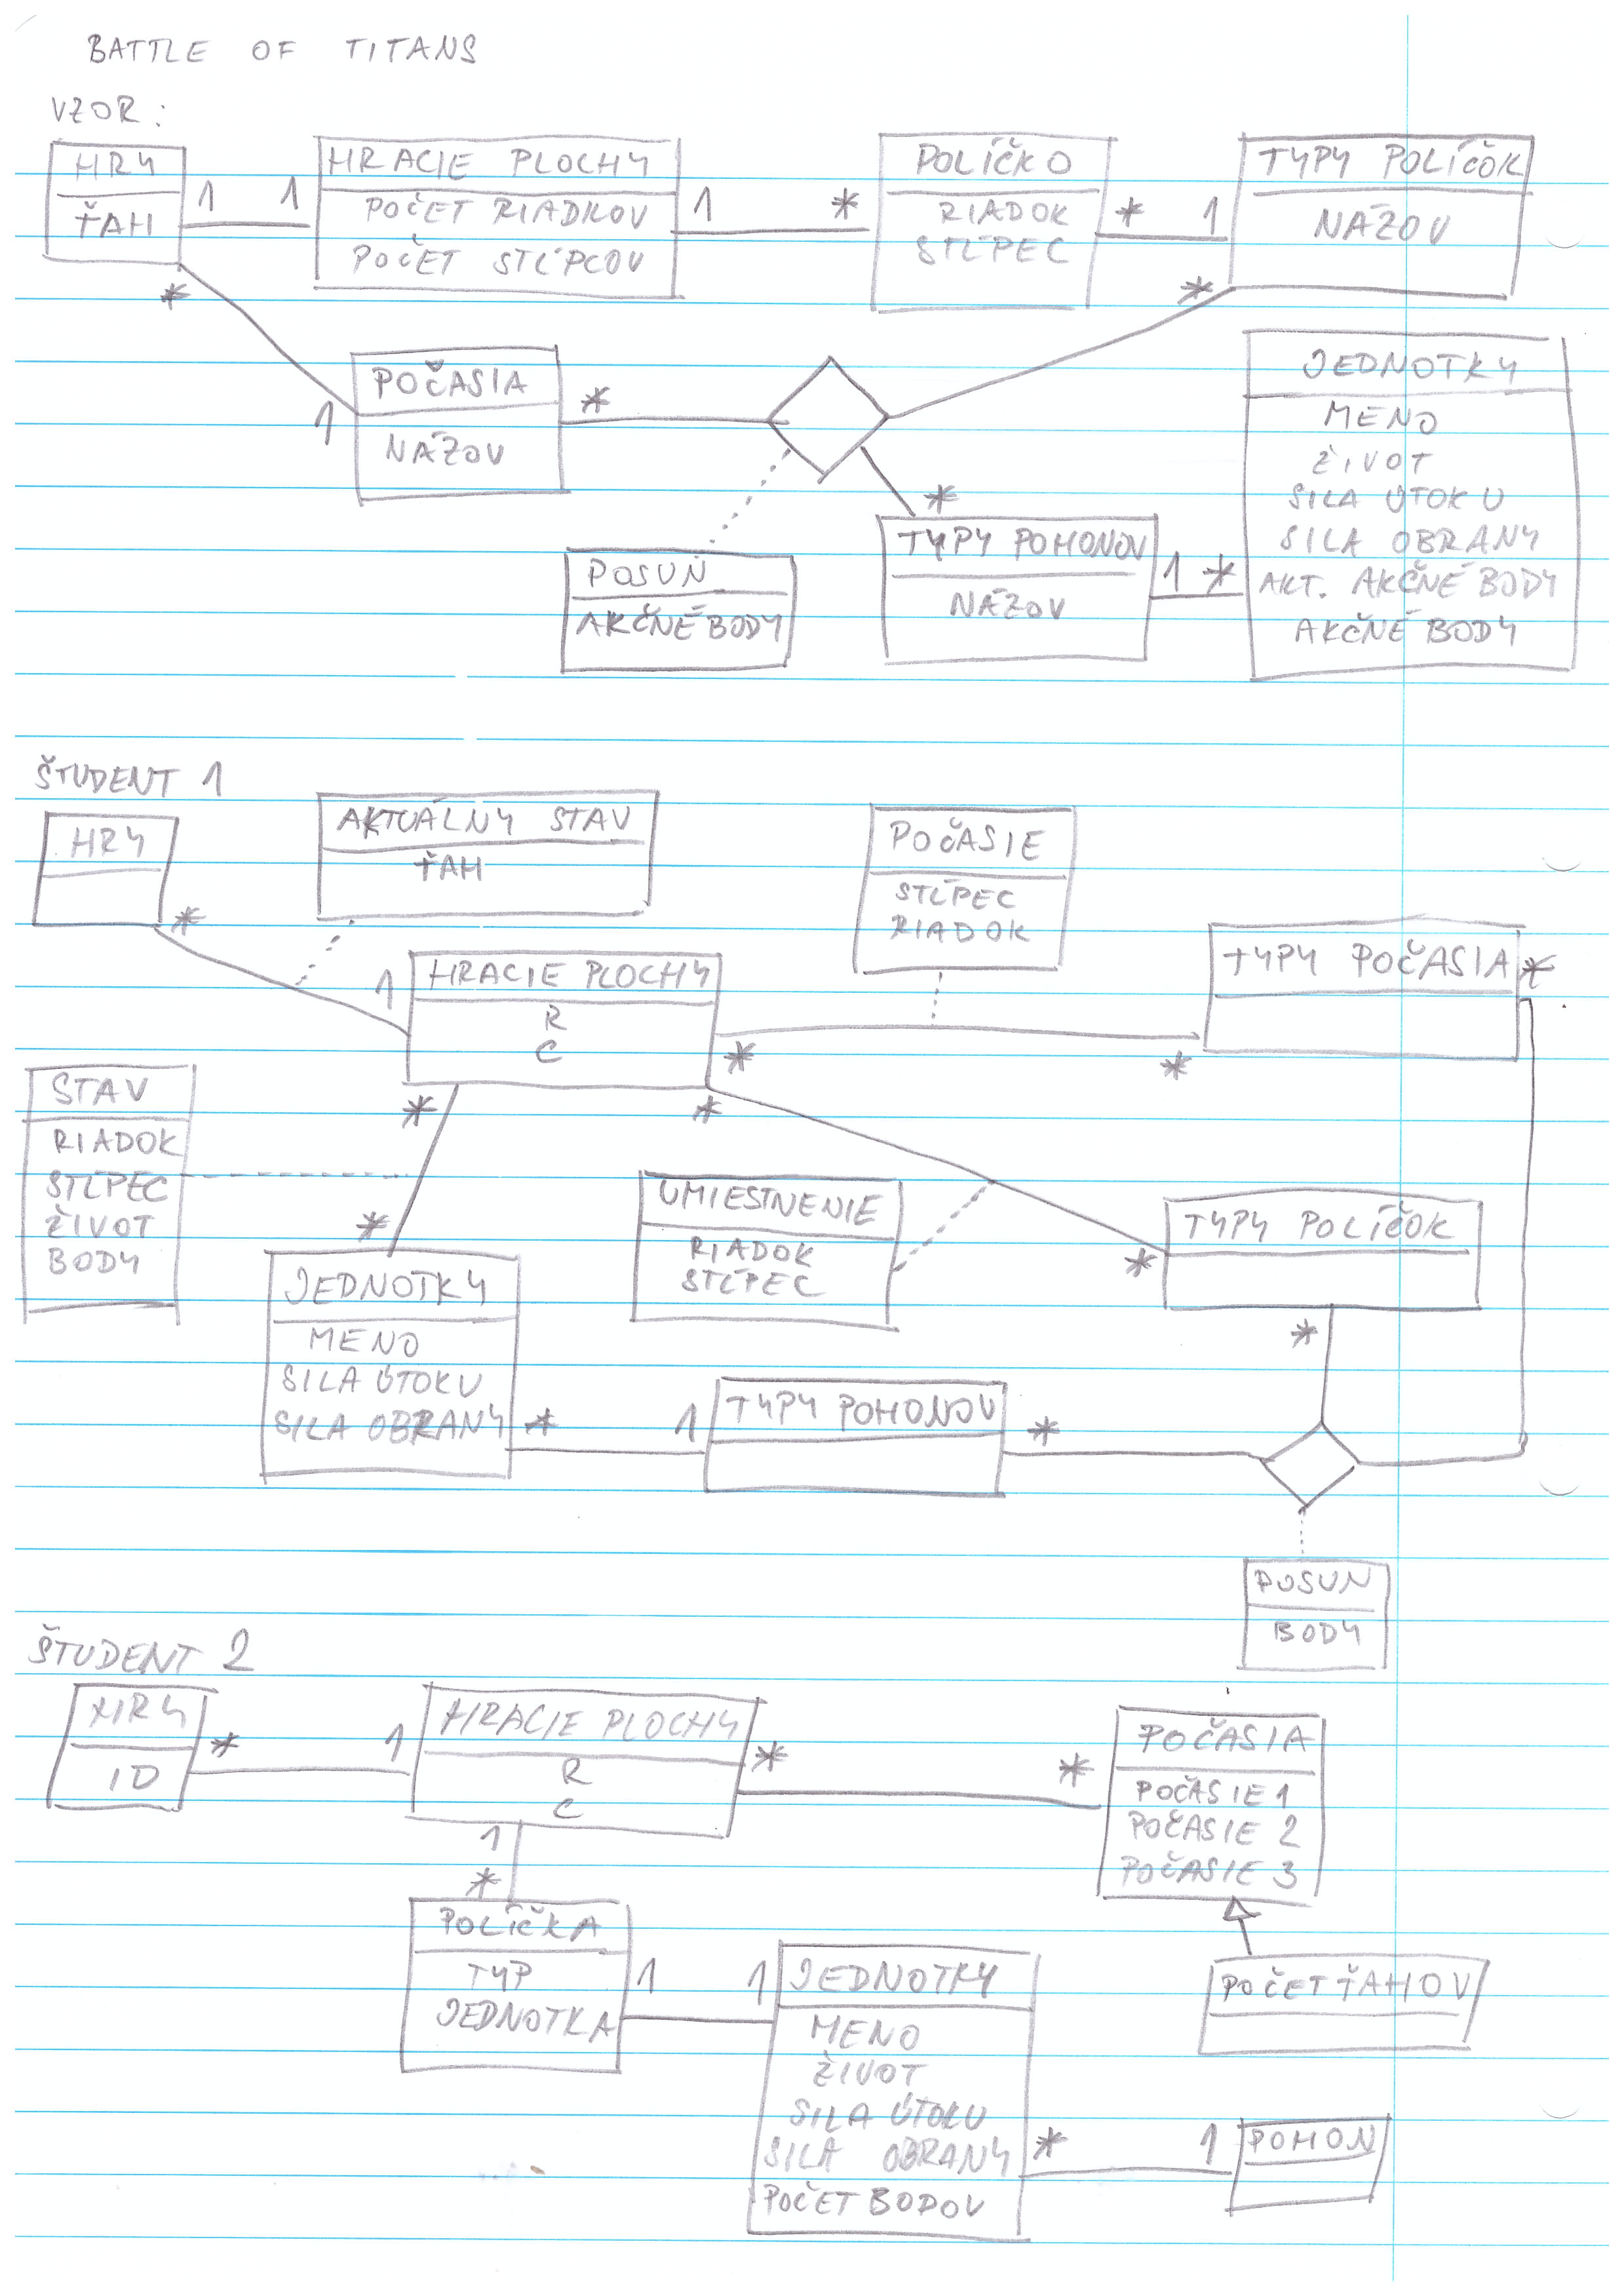 BATTLE OF TITANS
VZOR:
HRY
ŤAH
1 1
HRACIE PLOCHY
POČET RIADKOV
POČET STĹPCOV
1 *
POLÍČKO
RIADOK
STĹPEC
* 1
TYPY POLÍČOK
NÁZOV
*
*
1
POČASIA
NÁZOV
*
POSUN
AKČNÉ BODY
*
TYPY POHONOV
NÁZOV
1 *
JEDNOTKY
MENO
ŽIVOT
SILA ÚTOKU
SILA OBRANY
AKT. AKČNÉ BODY
AKČNÉ BODY
ŠTUDENT 1
HRY
*
AKTUÁLNY STAV
ŤAH
1
HRACIE PLOCHY
R
C
POČASIE
STĹPEC
RIADOK
*
*
TYPY POČASIA
*
STAV
RIADOK
STĹPEC
ŽIVOT
BODY
*
*
*
UMIESTNENIE
RIADOK
STĹPEC
*
TYPY POLÍČOK
*
JEDNOTKY
MENO
SILA ÚTOKU
SILA OBRANY
* 1
TYPY POHONOV
*
POSUN
BODY
ŠTUDENT 2
HRY
ID
* 1
HRACIE PLOCHY
R
C
* *
POČASIA
POČASIE 1
POČASIE 2
POČASIE 3
1
*
POLÍČKA
TYP
JEDNOTKA
1 1
JEDNOTKY
MENO
ŽIVOT
SILA ÚTOKU
SILA OBRANY
POČET BODOV
POČET ŤAHOV
* 1
POHON